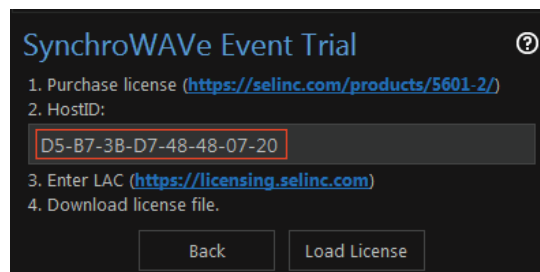 SynchroWAVe Event Trial
1. Purchase license (https://selinc.com/products/5601-2/)
2. HostID:
D5-B7-3B-D7-48-48-07-20
3. Enter LAC (https://licensing.selinc.com)
4. Download license file.
Back Load License